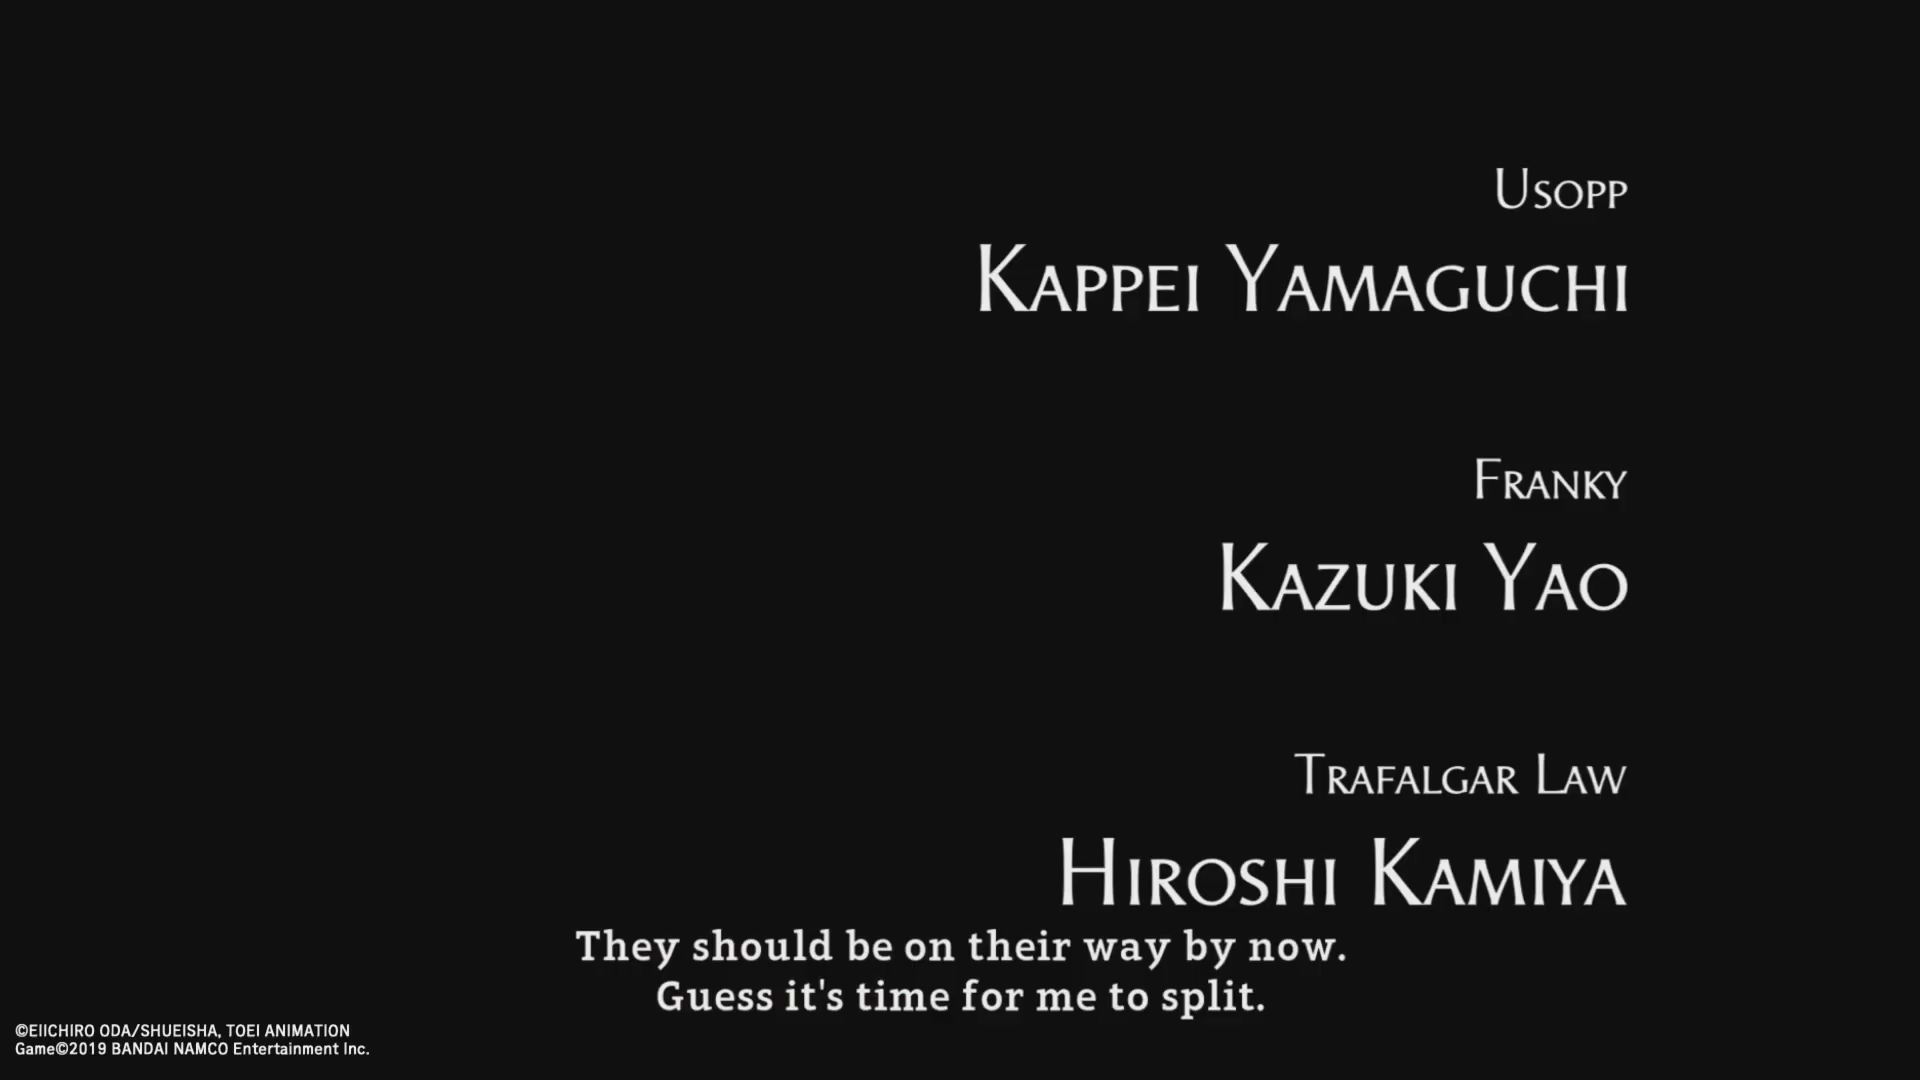 Usopp
Kappei Yamaguchi
Franky
Kazuki Yao
Trafalgar Law
Hiroshi Kamiya
They should be on their way by now.
Guess it's time for me to split.
©EIICHIRO ODA/SHUEISHA, TOEI ANIMATION
Game©2019 BANDAI NAMCO Entertainment Inc.